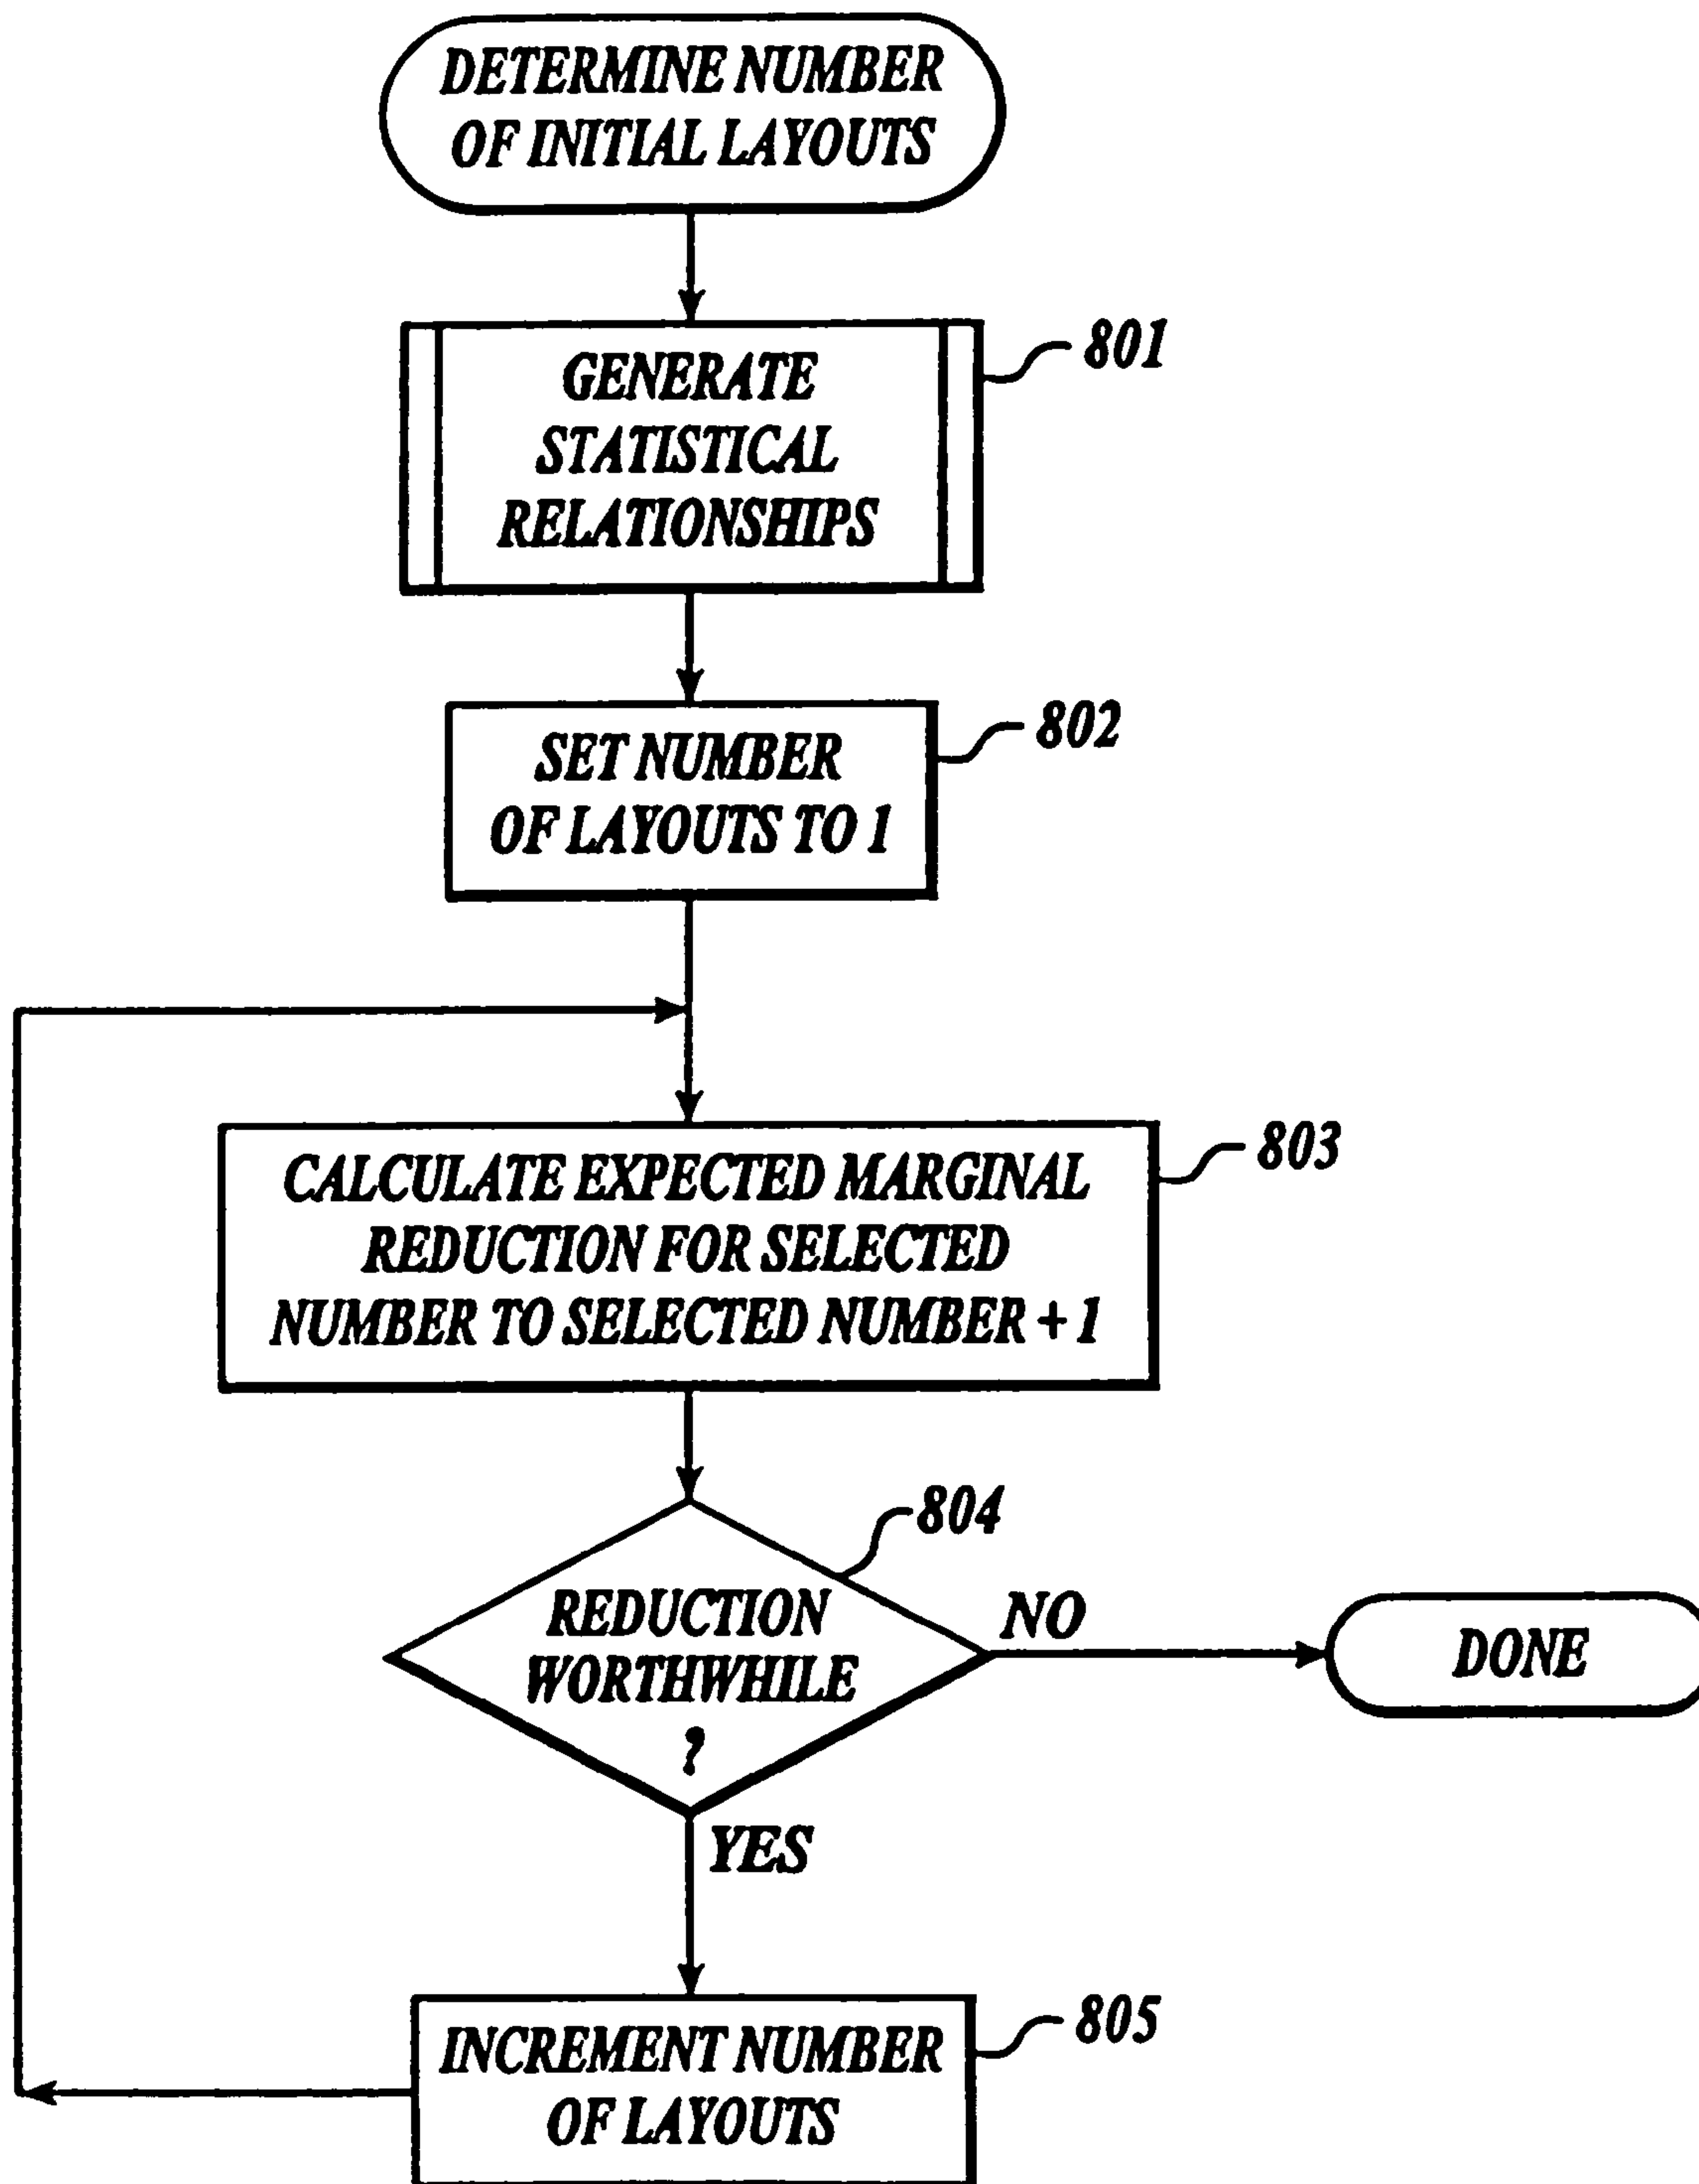 DETERMINE NUMBER
OF INITIAL LAYOUTS
GENERATE
STATISTICAL
RELATIONSHIPS
801
SET NUMBER
OF LAYOUTS TO 1
802
CALCULATE EXPECTED MARGINAL
REDUCTION FOR SELECTED
NUMBER TO SELECTED NUMBER + 1
803
804
REDUCTION
WORTHWHILE
?
NO
DONE
YES
INCREMENT NUMBER
OF LAYOUTS
805